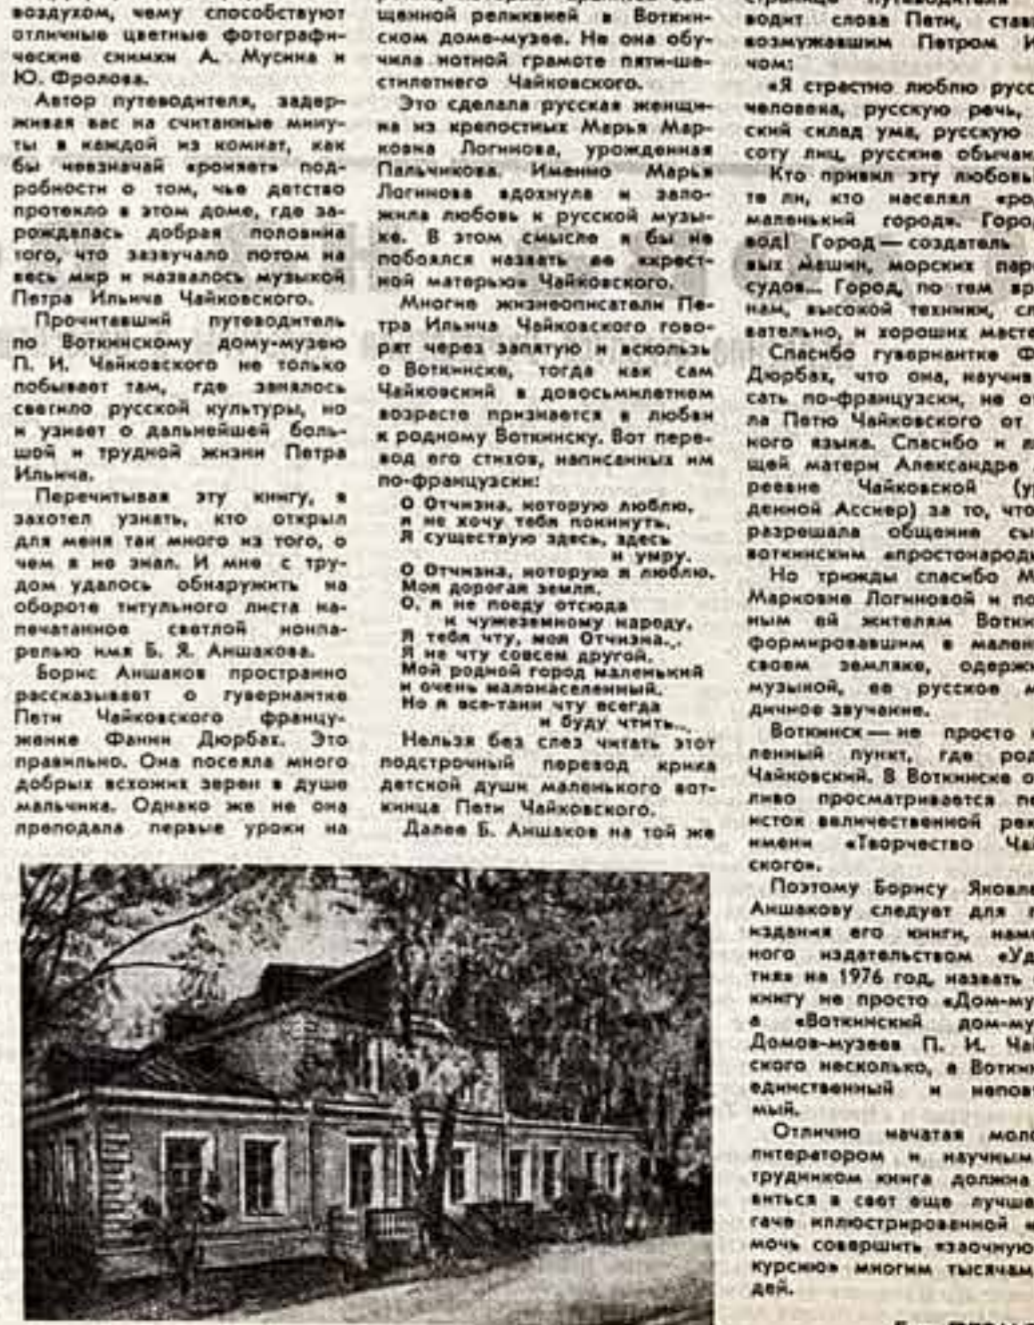 воздухом, чему способствуют
отличные цветные фотографи-
ческие снимки А. Мусина и
Ю. Фролова.
Автор путеводителя, задер-
живая вас на считанные мину-
ты в каждой из комнат, как
бы невзначай «роняет» под-
робности о том, чье детство
протекло в этом доме, где за-
рождалась добрая половина
того, что зазвучало потом на
весь мир и назвалось музыкой
Петра Ильича Чайковского.
Прочитавший путеводитель
по Воткинскому дому-музею
П. И. Чайковского не только
побывает там, где занялось
светило русской культуры, но
и узнает о дальнейшей боль-
шой и трудной жизни Петра
Ильича.
Перечитывая эту книгу, я
захотел узнать, кто открыл
для меня так много из того, о
чем я не знал. И мне с тру-
дом удалось обнаружить на
обороте титульного листа на-
печатанное светлой нонпа-
релью имя Б. Я. Аншакова.
Борис Аншаков пространно
рассказывает о гувернантке
Пети Чайковского францу-
женке Фанни Дюрбах. Это
правильно. Она посеяла много
добрых всхожих зерен в душе
мальчика. Однако же не она
преподала первые уроки на
щенной реликвией в Воткин-
ском доме-музее. Не она обу-
чила нотной грамоте пяти-ше-
стилетнего Чайковского.
Это сделала русская женщи-
на из крепостных Марья Мар-
ковна Логинова, урожденная
Пальчикова. Именно Марья
Логинова вдохнула и зало-
жила любовь к русской музы-
ке. В этом смысле я бы не
побоялся назвать ее «крест-
ной матерью» Чайковского.
Многие жизнеописатели Пе-
тра Ильича Чайковского гово-
рят через запятую и вскользь
о Воткинске, тогда как сам
Чайковский в довосьмилетнем
возрасте признается в любви
к родному Воткинску. Вот пере-
вод его стихов, написанных им
по-французски:
О Отчизна, которую люблю,
я не хочу тебя покинуть,
Я существую здесь, здесь
и умру.
О Отчизна, которую я люблю,
Моя дорогая земля.
О, я не поеду отсюда
к чужеземному народу,
Я тебя чту, моя Отчизна...
Я не чту совсем другой.
Мой родной город маленький
и очень малонаселенный.
Но я все-таки чту всегда
и буду чтить...
Нельзя без слез читать этот
подстрочный перевод крика
детской души маленького вот-
кинца Пети Чайковского.
Далее Б. Аншаков на той же
водит слова Пети, став
возмужавшим Петром И
чом:
«Я страстно люблю русс
человека, русскую речь,
ский склад ума, русскую
соту лиц, русские обычаи
Кто привил эту любовь
те ли, кто населял «ро
маленький город». Горо
вод! Город — создатель
вых машин, морских пар
судов... Город, по тем вр
нам, высокой техники, сл
вательно, и хороших маст
Спасибо гувернантке Ф
Дюрбах, что она, научив
сать по-французски, не о
ла Петю Чайковского от
ного языка. Спасибо и л
щей матери Александре
реевне Чайковской (у
денной Ассиер) за то, что
разрешала общение сы
воткинским «простонароди
Но трижды спасибо М
Марковне Логиновой и по
ным ей жителям Вотки
формировавшим в мален
своем земляке, одержи
музыкой, ее русское м
дичное звучание.
Воткинск — не просто
ленный пункт, где род
Чайковский. В Воткинске о
ливо просматривается п
исток величественной рек
имени «Творчество Чай
ского».
Поэтому Борису Яковле
Аншакову следует для
издания его книги, наме
ного издательством «Уд
тия» на 1976 год, назвать
книгу не просто «Дом-му
а «Воткинский дом-му
Домов-музеев П. И. Чай
ского несколько, а Воткин
единственный и непов
мый.
Отлично начатая моло
литератором и научным
трудником книга должна
виться в свет еще лучше
гаче иллюстрированной
мочь совершить «заочную
курсию» многим тысячам
дей.